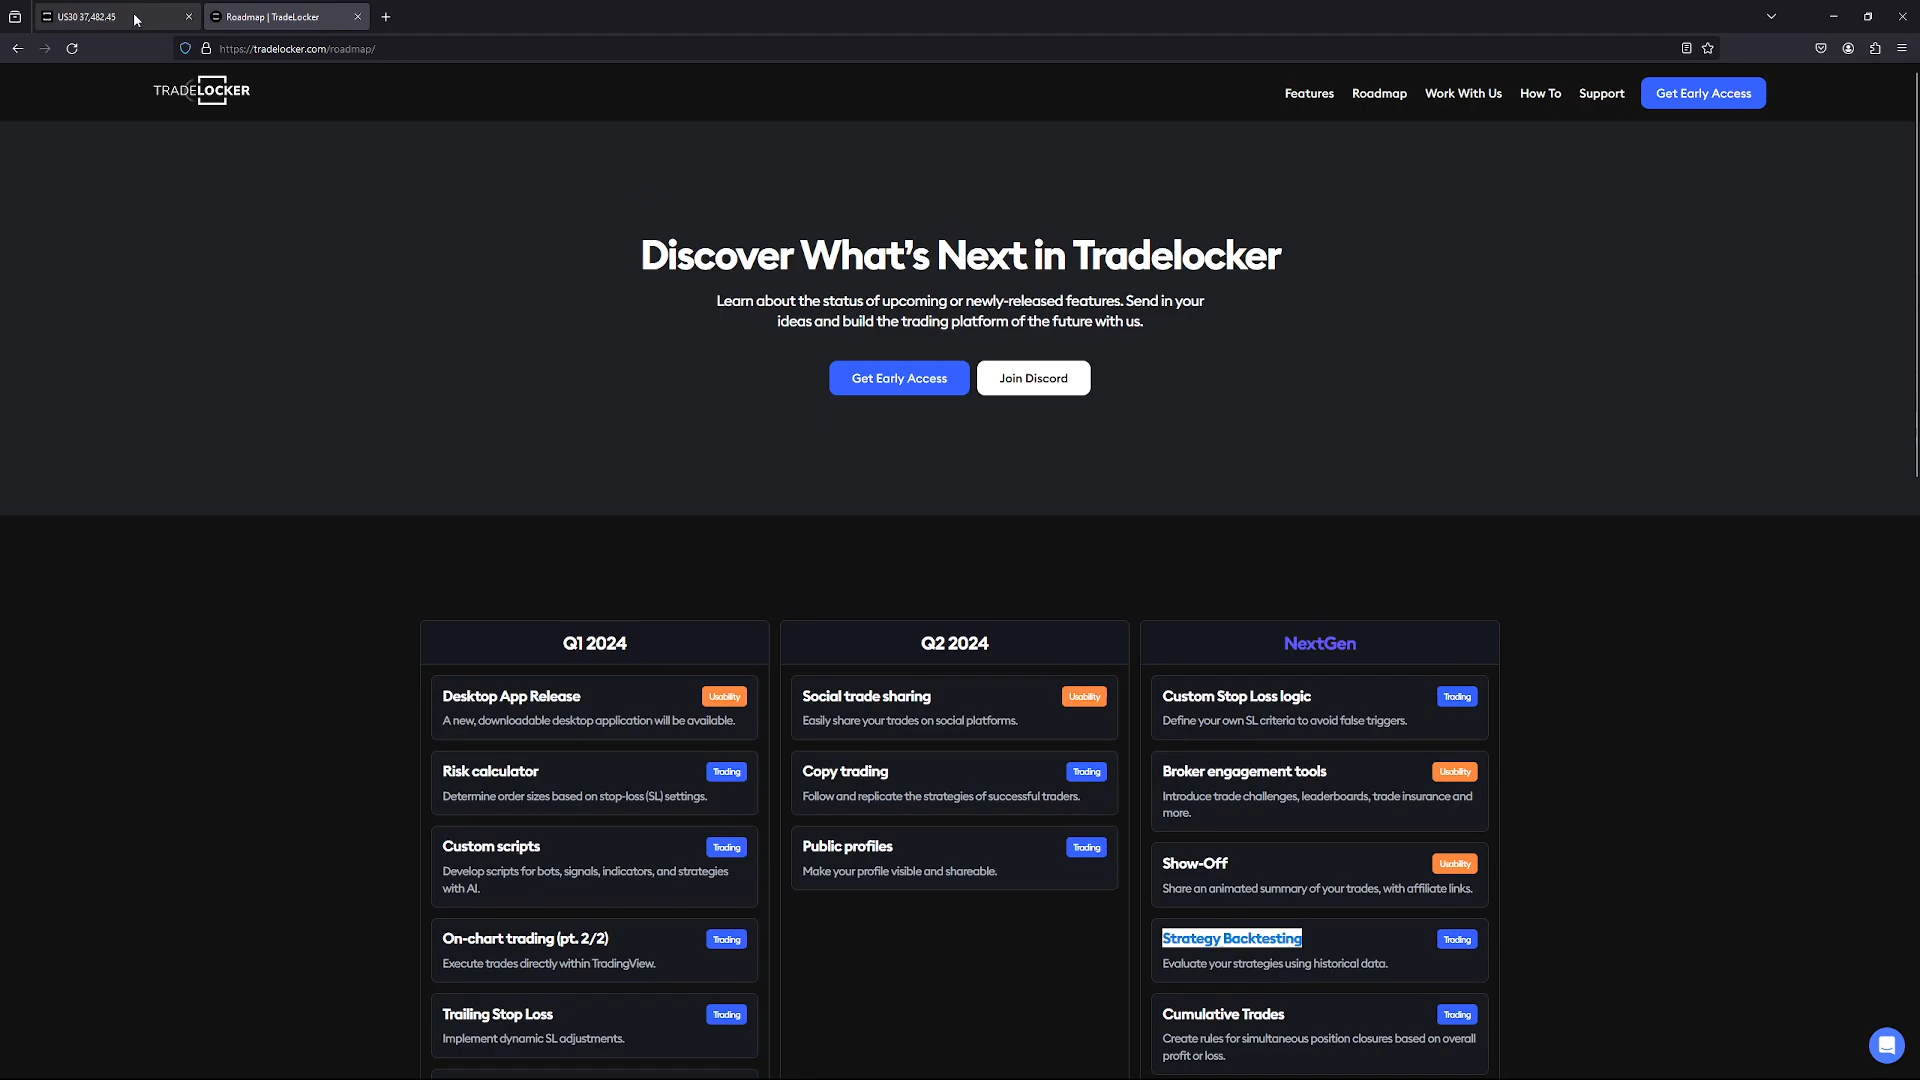 US30 37,482.45
Roadmap | TradeLocker
https://tradelocker.com/roadmap/
TRADELOCKER
Features
Roadmap
Work With Us
How To
Support
Get Early Access
Discover What's Next in Tradelocker
Learn about the status of upcoming or newly-released features. Send in your
ideas and build the trading platform of the future with us.
Get Early Access
Join Discord
Q1 2024
Desktop App Release
Usability
A new, downloadable desktop application will be available.
Risk calculator
Trading
Determine order sizes based on stop-loss (SL) settings.
Custom scripts
Trading
Develop scripts for bots, signals, indicators, and strategies
with AI.
On-chart trading (pt. 2/2)
Trading
Execute trades directly within TradingView.
Trailing Stop Loss
Trading
Implement dynamic SL adjustments.
Q2 2024
Social trade sharing
Usability
Easily share your trades on social platforms.
Copy trading
Trading
Follow and replicate the strategies of successful traders.
Public profiles
Trading
Make your profile visible and shareable.
NextGen
Custom Stop Loss logic
Trading
Define your own SL criteria to avoid false triggers.
Broker engagement tools
Usability
Introduce trade challenges, leaderboards, trade insurance and
more.
Show-Off
Usability
Share an animated summary of your trades, with affiliate links.
Strategy Backtesting
Trading
Evaluate your strategies using historical data.
Cumulative Trades
Trading
Create rules for simultaneous position closures based on overall
profit or loss.